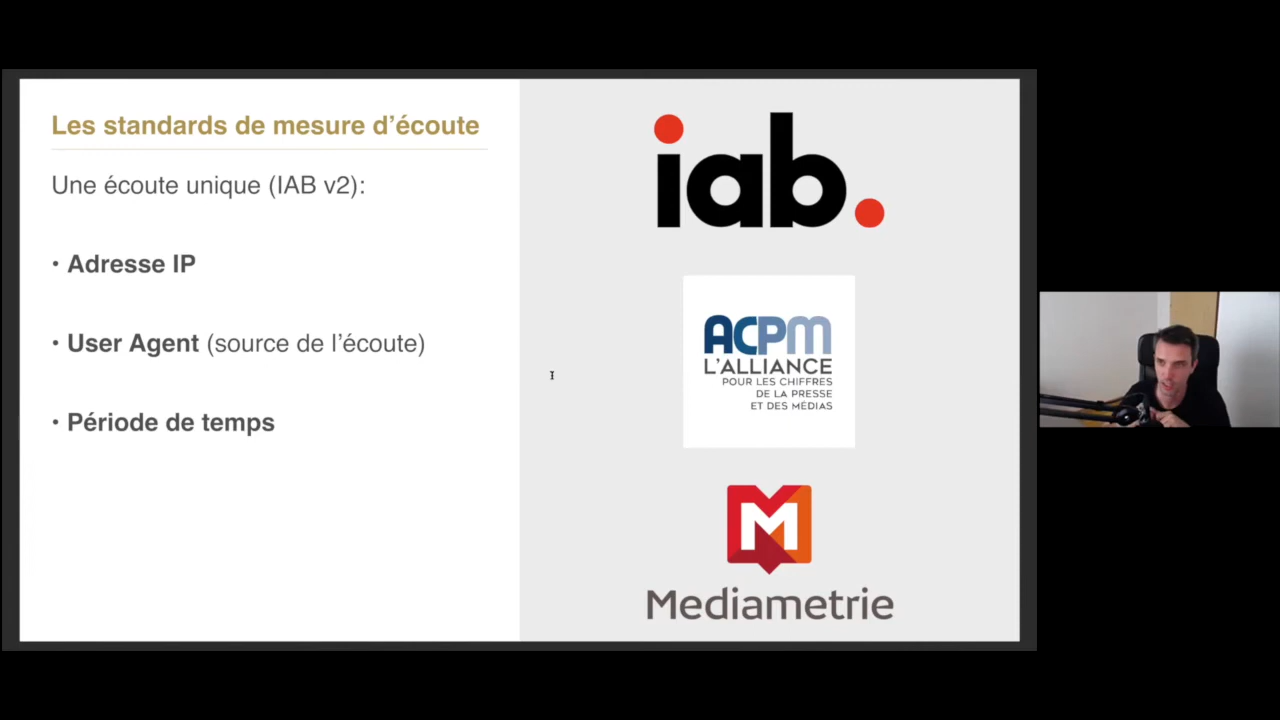 Les standards de mesure d’écoute
Une écoute unique (IAB v2):
• Adresse IP
• User Agent (source de l’écoute)
• Période de temps
iab.
ACPM
L'ALLIANCE
POUR LES CHIFFRES
DE LA PRESSE
ET DES MÉDIAS
M
Mediametrie